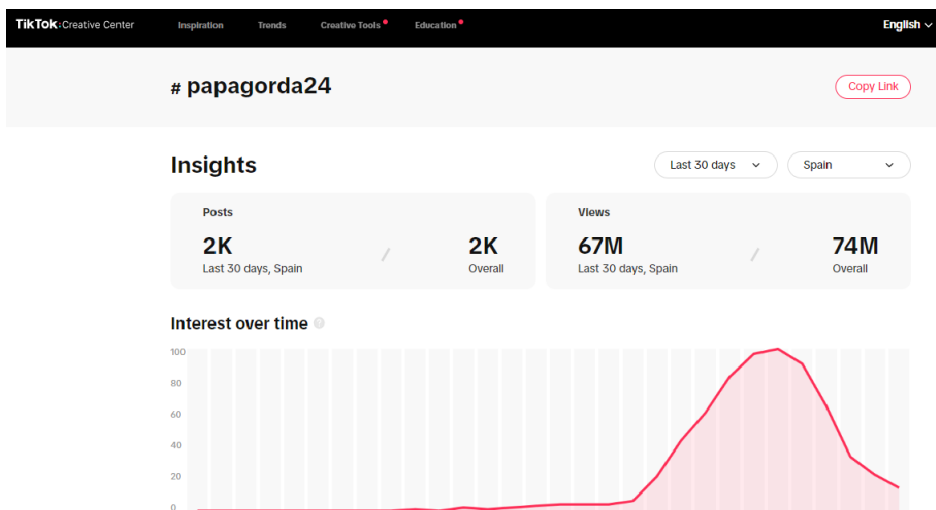 TikTok:Creative Center Inspiration Trends Creative Tools Education English
# papagorda24 Copy Link
Insights Last 30 days Spain
Posts Views
2K / 2K 67M / 74M
Last 30 days, Spain Overall Last 30 days, Spain Overall
Interest over time ?
100
80
60
40
20
0